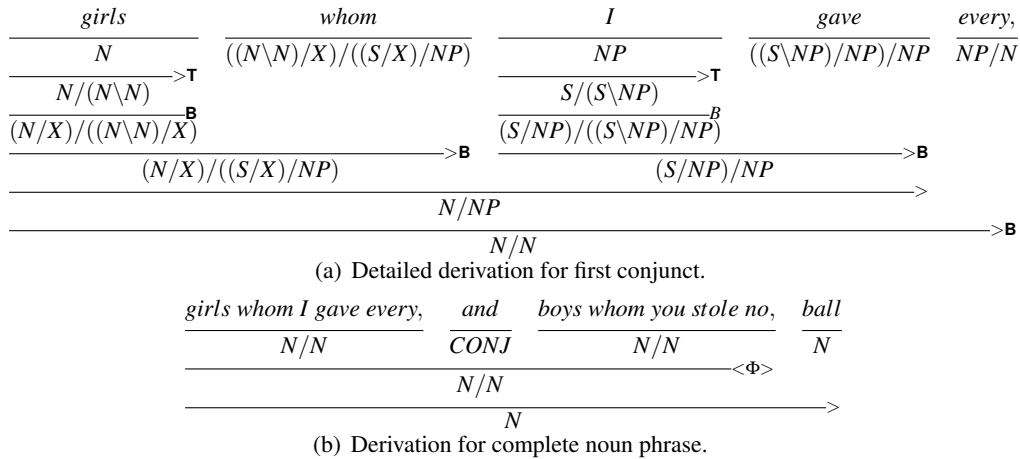 girls whom I gave every,
N ((N\N)/X)/((S/X)/NP) NP ((S\NP)/NP)/NP NP/N
>T >T
N/(N\N) S/(S\NP)
B B
(N/X)/((N\N)/X) (S/NP)/((S\NP)/NP)
>B >B
(N/X)/((S/X)/NP) (S/NP)/NP
>
N/NP
>B
N/N
(a) Detailed derivation for first conjunct.
girls whom I gave every, and boys whom you stole no, ball
N/N CONJ N/N N
<Φ>
N/N
>
N
(b) Derivation for complete noun phrase.